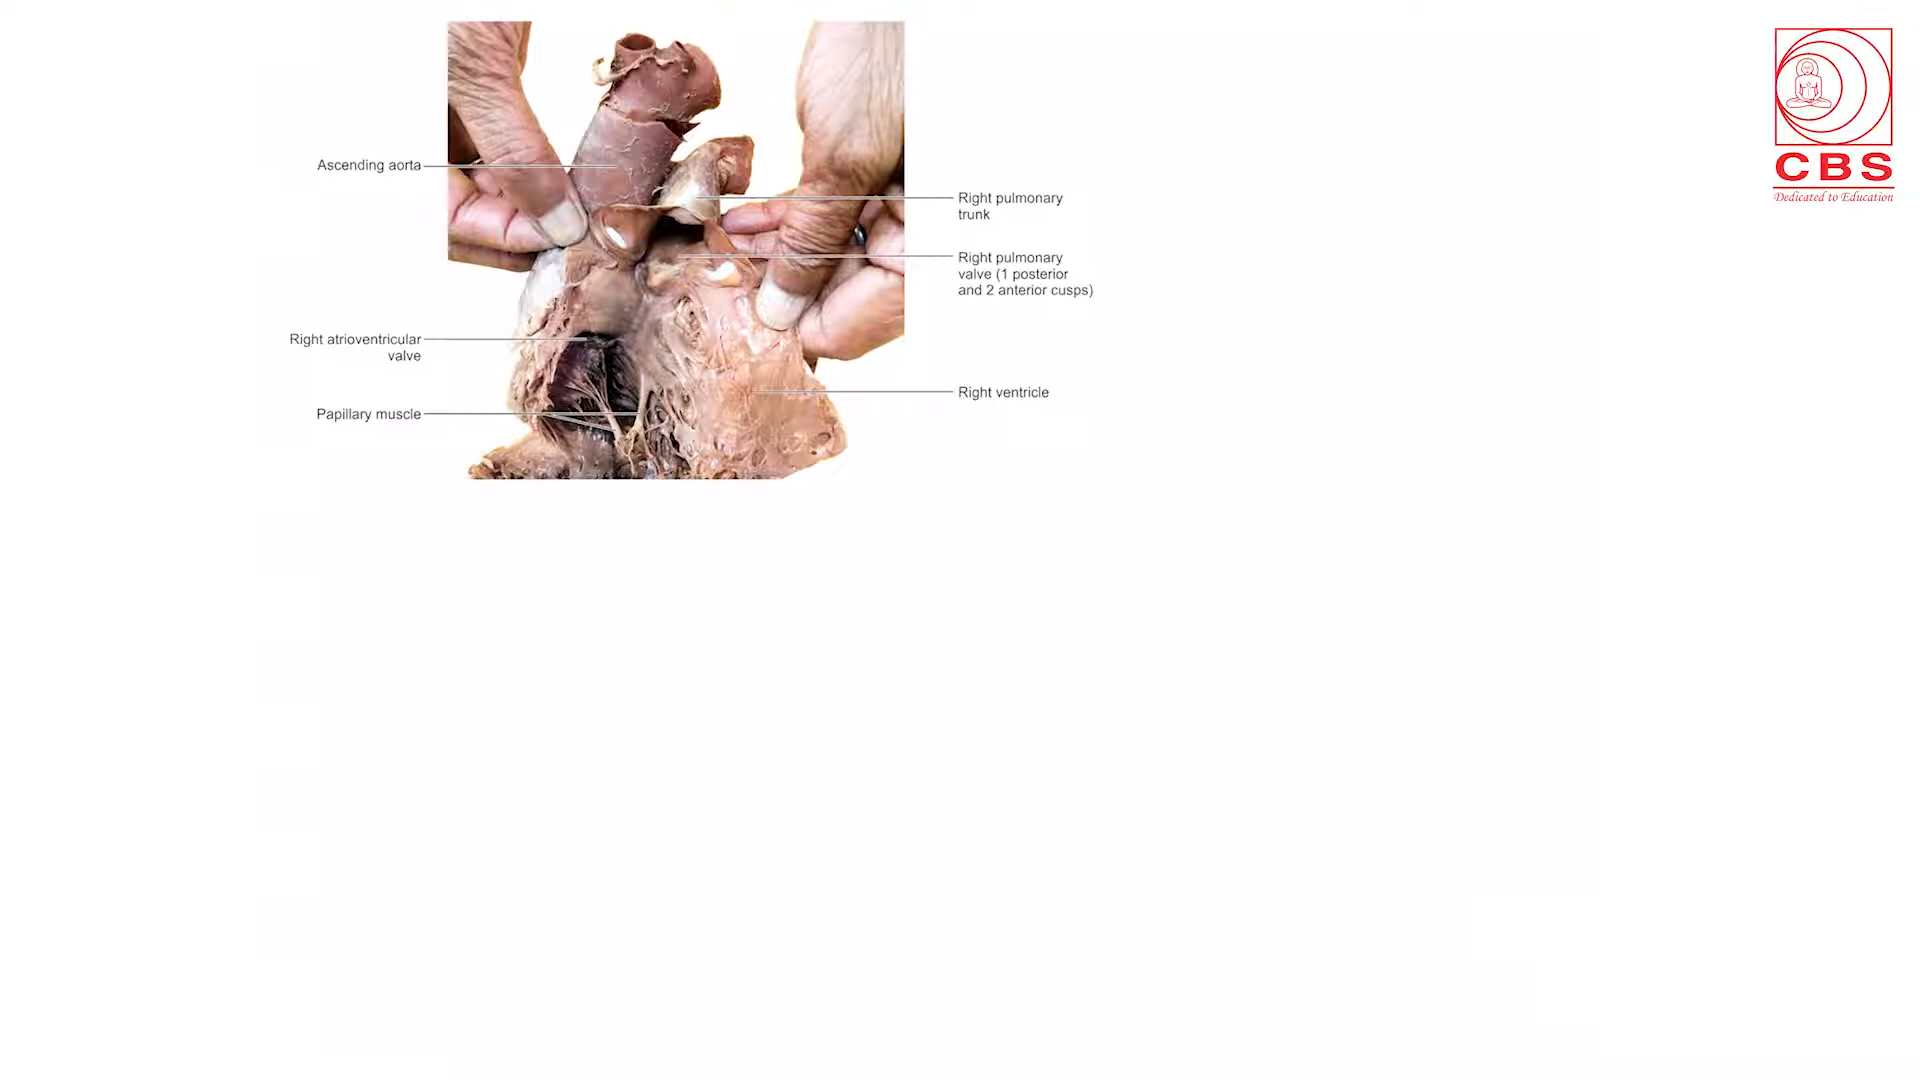 Ascending aorta
Right pulmonary
trunk
Right pulmonary
valve (1 posterior
and 2 anterior cusps)
Right atrioventricular
valve
Papillary muscle
Right ventricle
CBS
Dedicated to Education